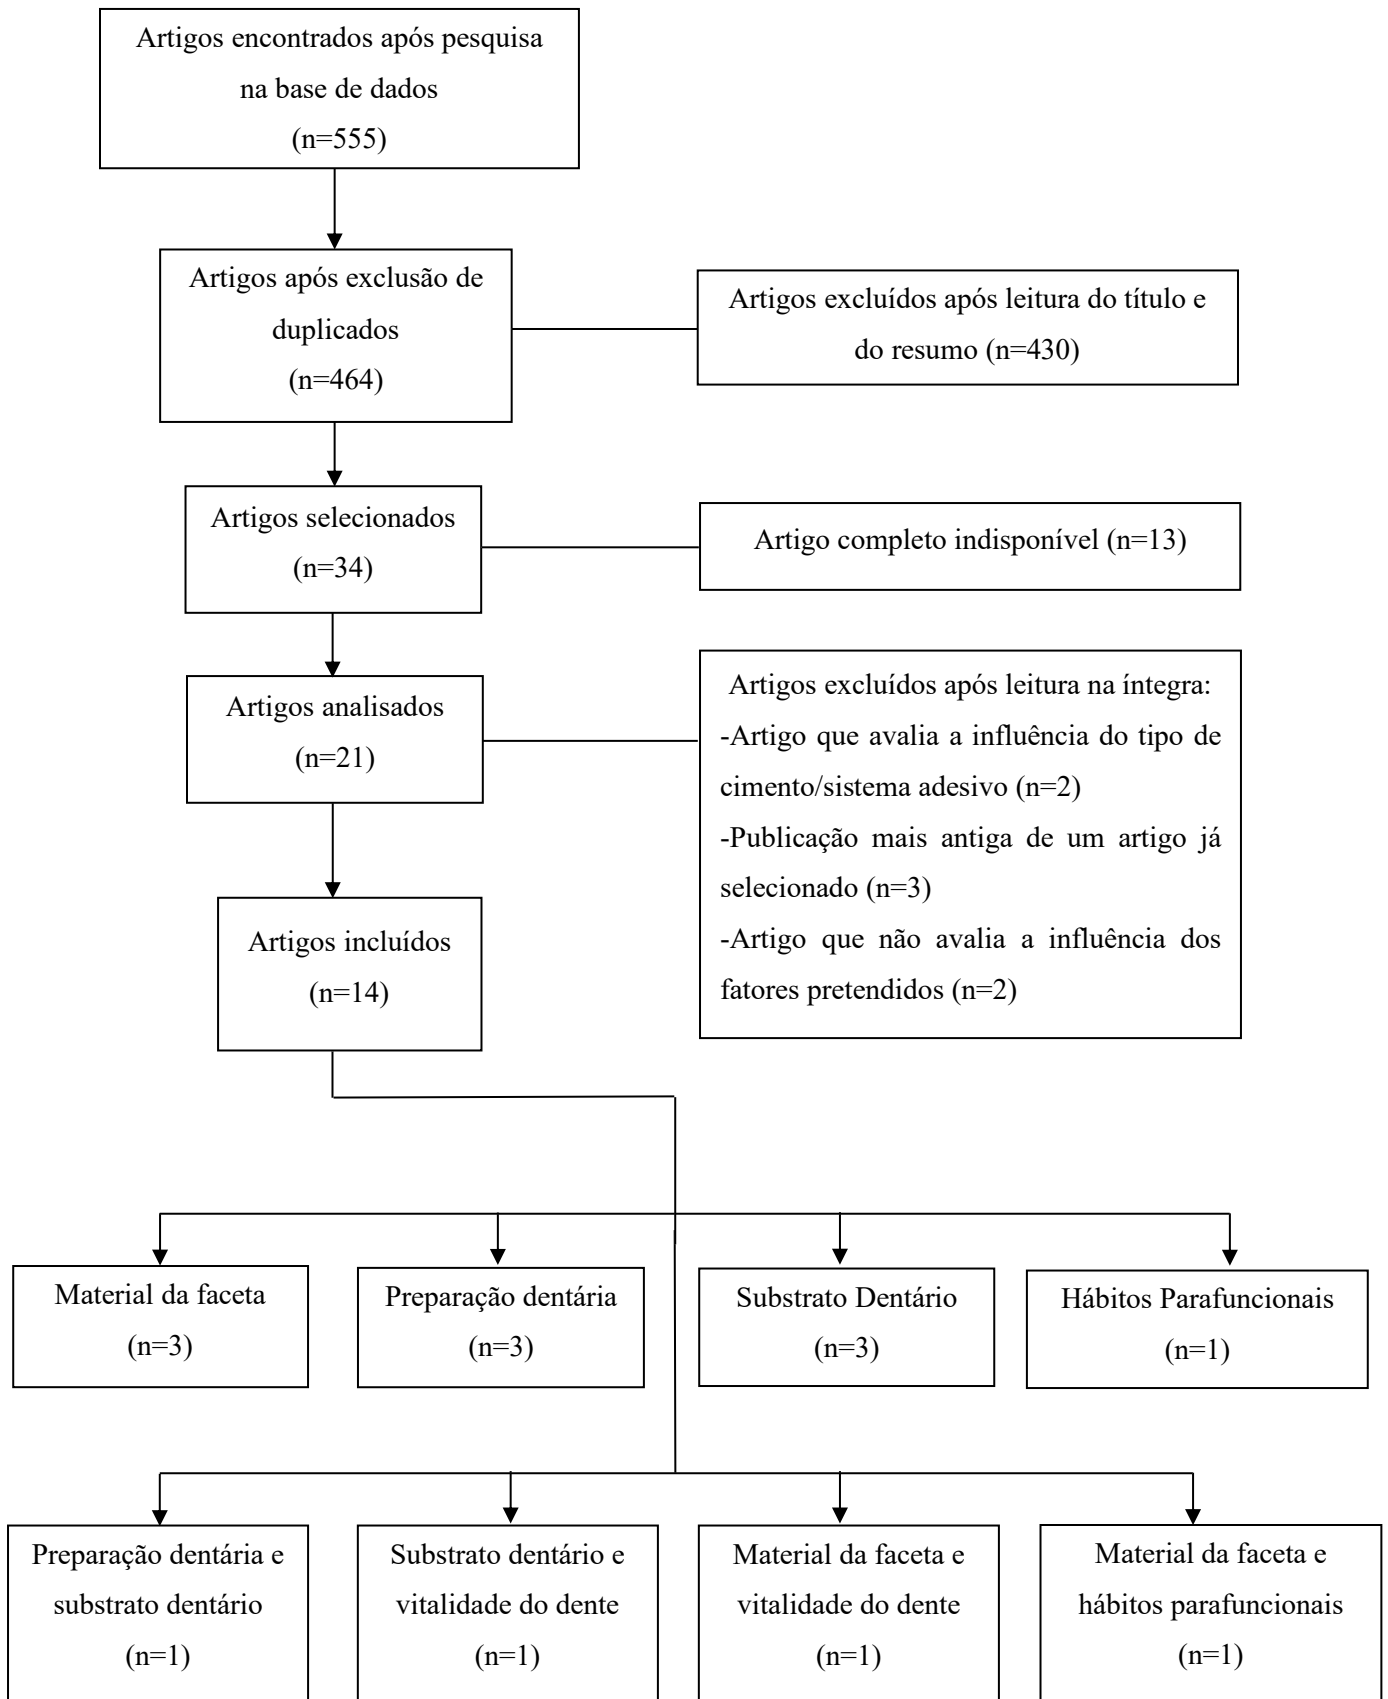 Artigos encontrados após pesquisa
na base de dados
(n=555)
Artigos após exclusão de
duplicados
(n=464)
Artigos excluídos após leitura do título e
do resumo (n=430)
Artigos selecionados
(n=34)
Artigo completo indisponível (n=13)
Artigos analisados
(n=21)
Artigos excluídos após leitura na íntegra:
-Artigo que avalia a influência do tipo de
cimento/sistema adesivo (n=2)
-Publicação mais antiga de um artigo já
selecionado (n=3)
-Artigo que não avalia a influência dos
fatores pretendidos (n=2)
Artigos incluídos
(n=14)
Material da faceta
(n=3)
Preparação dentária
(n=3)
Substrato Dentário
(n=3)
Hábitos Parafuncionais
(n=1)
Preparação dentária e
substrato dentário
(n=1)
Substrato dentário e
vitalidade do dente
(n=1)
Material da faceta e
vitalidade do dente
(n=1)
Material da faceta e
hábitos parafuncionais
(n=1)